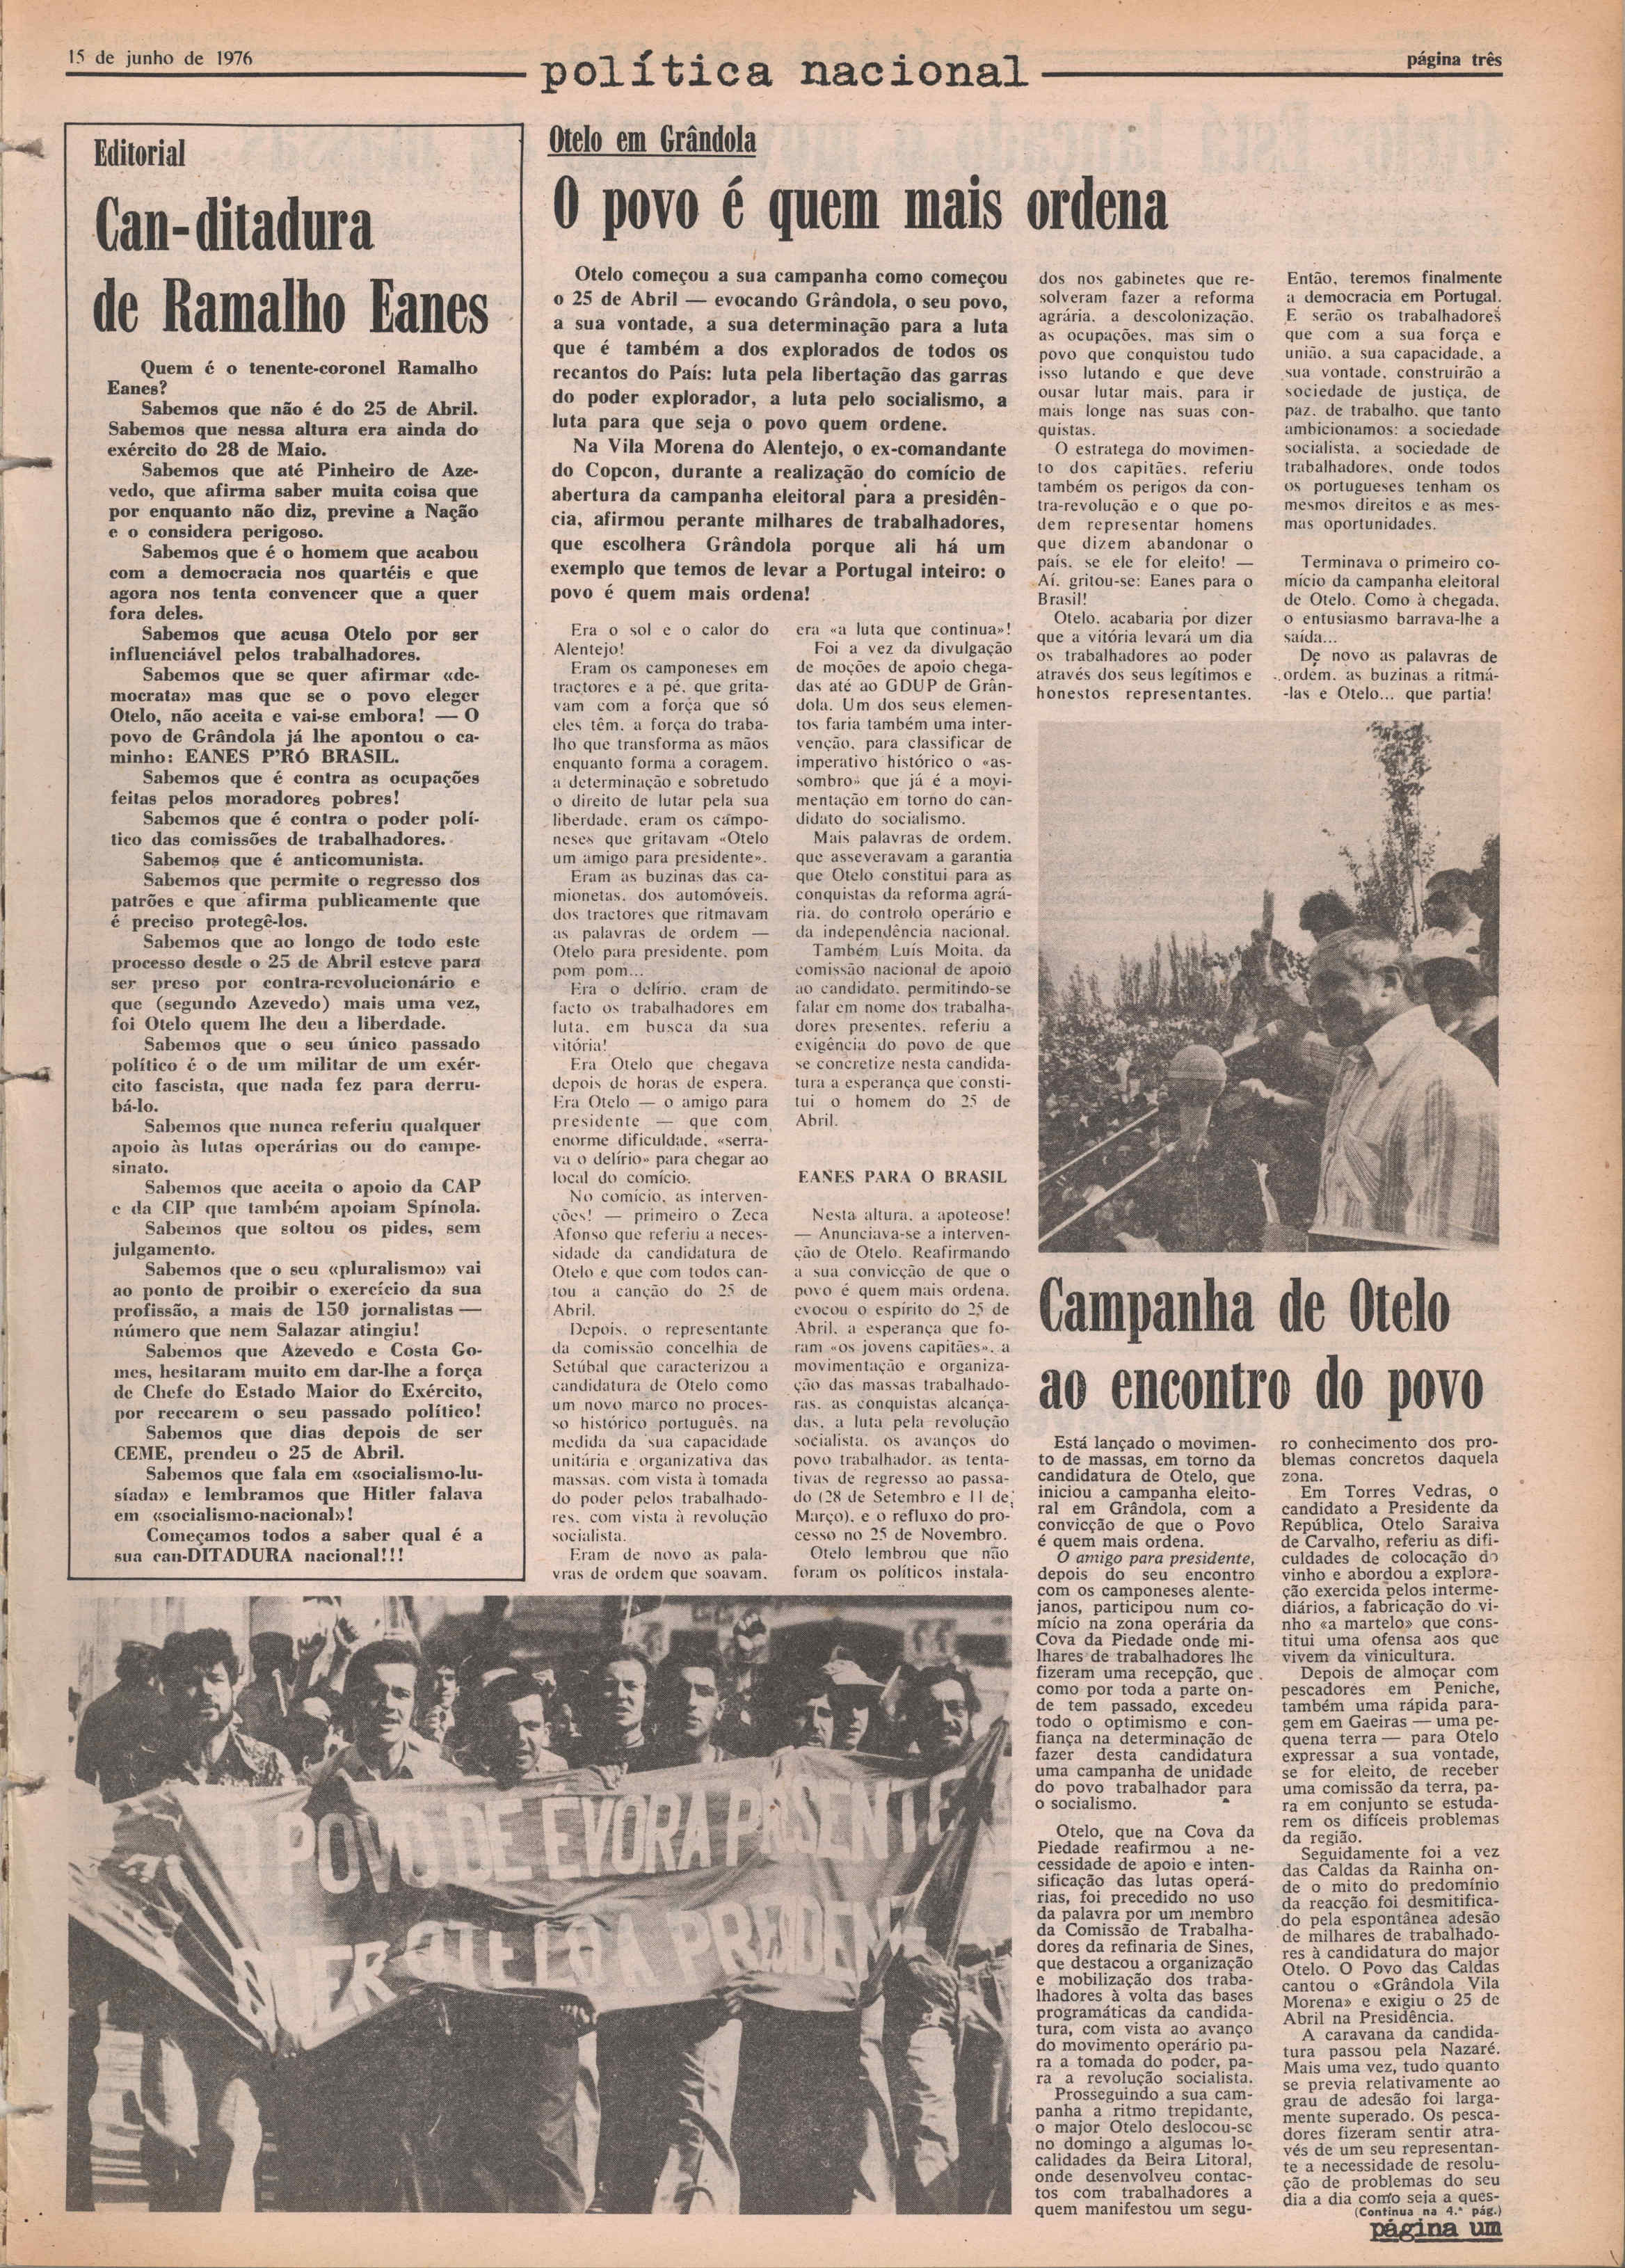 15 de junho de 1976
política nacional
página três
Editorial
Can-ditadura
de Ramalho Eanes
Quem é o tenente-coronel Ramalho
Eanes?
Sabemos que não é do 25 de Abril.
Sabemos que nessa altura era ainda do
exército do 28 de Maio.
Sabemos que até Pinheiro de Aze-
vedo, que afirma saber muita coisa que
por enquanto não diz, previne a Nação
e o considera perigoso.
Sabemos que é o homem que acabou
com a democracia nos quartéis e que
agora nos tenta convencer que a quer
fora deles.
Sabemos que acusa Otelo por ser
influenciável pelos trabalhadores.
Sabemos que se quer afirmar «de-
mocrata» mas que se o povo eleger
Otelo, não aceita e vai-se embora! — O
povo de Grândola já lhe apontou o ca-
minho: EANES P'RÓ BRASIL.
Sabemos que é contra as ocupações
feitas pelos moradores pobres!
Sabemos que é contra o poder polí-
tico das comissões de trabalhadores.
Sabemos que é anticomunista.
Sabemos que permite o regresso dos
patrões e que afirma publicamente que
é preciso protegê-los.
Sabemos que ao longo de todo este
processo desde o 25 de Abril esteve para
ser preso por contra-revolucionário e
que (segundo Azevedo) mais uma vez,
foi Otelo quem lhe deu a liberdade.
Sabemos que o seu único passado
político é o de um militar de um exér-
cito fascista, que nada fez para derru-
bá-lo.
Sabemos que nunca referiu qualquer
apoio às lutas operárias ou do campe-
sinato.
Sabemos que aceita o apoio da CAP
e da CIP que também apoiam Spínola.
Sabemos que soltou os pides, sem
julgamento.
Sabemos que o seu «pluralismo» vai
ao ponto de proibir o exercício da sua
profissão, a mais de 150 jornalistas —
número que nem Salazar atingiu!
Sabemos que Azevedo e Costa Go-
mes, hesitaram muito em dar-lhe a força
de Chefe do Estado Maior do Exército,
por recearem o seu passado político!
Sabemos que dias depois de ser
CEME, prendeu o 25 de Abril.
Sabemos que fala em «socialismo-lu-
síada» e lembramos que Hitler falava
em «socialismo-nacional»!
Começamos todos a saber qual é a
sua can-DITADURA nacional!!!
Otelo em Grândola
O povo é quem mais ordena
Otelo começou a sua campanha como começou
o 25 de Abril — evocando Grândola, o seu povo,
a sua vontade, a sua determinação para a luta
que é também a dos explorados de todos os
recantos do País: luta pela libertação das garras
do poder explorador, a luta pelo socialismo, a
luta para que seja o povo quem ordene.
Na Vila Morena do Alentejo, o ex-comandante
do Copcon, durante a realização do comício de
abertura da campanha eleitoral para a presidên-
cia, afirmou perante milhares de trabalhadores,
que escolhera Grândola porque ali há um
exemplo que temos de levar a Portugal inteiro: o
povo é quem mais ordena!
Era o sol e o calor do
Alentejo!
Eram os camponeses em
tractores e a pé, que grita-
vam com a força que só
eles têm, a força do traba-
lho que transforma as mãos
enquanto forma a coragem,
a determinação e sobretudo
o direito de lutar pela sua
liberdade, eram os campo-
neses que gritavam «Otelo
um amigo para presidente».
Eram as buzinas das ca-
mionetas, dos automóveis,
dos tractores que ritmavam
as palavras de ordem —
Otelo para presidente, pom
pom pom...
Era o delírio, eram de
facto os trabalhadores em
luta, em busca da sua
vitória!
Era Otelo que chegava
depois de horas de espera.
Era Otelo — o amigo para
presidente — que com
enorme dificuldade, «serra-
va o delírio» para chegar ao
local do comício.
No comício, as interven-
ções! — primeiro o Zeca
Afonso que referiu a neces-
sidade da candidatura de
Otelo e que com todos can-
tou a canção do 25 de
Abril.
Depois, o representante
da comissão concelhia de
Setúbal que caracterizou a
candidatura de Otelo como
um novo marco no proces-
so histórico português, na
medida da sua capacidade
unitária e organizativa das
massas, com vista à tomada
do poder pelos trabalhado-
res, com vista à revolução
socialista.
Eram de novo as pala-
vras de ordem que soavam,
era «a luta que continua»!
Foi a vez da divulgação
de moções de apoio chega-
das até ao GDUP de Grân-
dola. Um dos seus elemen-
tos faria também uma inter-
venção, para classificar de
imperativo histórico o «as-
sombro» que já é a movi-
mentação em torno do can-
didato do socialismo.
Mais palavras de ordem,
que asseveravam a garantia
que Otelo constitui para as
conquistas da reforma agrá-
ria, do controlo operário e
da independência nacional.
Também Luís Moita, da
comissão nacional de apoio
ao candidato, permitindo-se
falar em nome dos trabalha-
dores presentes, referiu a
exigência do povo de que
se concretize nesta candida-
tura a esperança que consti-
tui o homem do 25 de
Abril.
EANES PARA O BRASIL
Nesta altura, a apoteose!
— Anunciava-se a interven-
ção de Otelo. Reafirmando
a sua convicção de que o
povo é quem mais ordena,
evocou o espírito do 25 de
Abril, a esperança que fo-
ram «os jovens capitães», a
movimentação e organiza-
ção das massas trabalhado-
ras, as conquistas alcança-
das, a luta pela revolução
socialista, os avanços do
povo trabalhador, as tenta-
tivas de regresso ao passa-
do (28 de Setembro e 11 de
Março), e o refluxo do pro-
cesso no 25 de Novembro.
Otelo lembrou que não
foram os políticos instala-
dos nos gabinetes que re-
solveram fazer a reforma
agrária, a descolonização,
as ocupações, mas sim o
povo que conquistou tudo
isso lutando e que deve
ousar lutar mais, para ir
mais longe nas suas con-
quistas.
O estratega do movimen-
to dos capitães, referiu
também os perigos da con-
tra-revolução e o que po-
dem representar homens
que dizem abandonar o
país, se ele for eleito! —
Aí, gritou-se: Eanes para o
Brasil!
Otelo, acabaria por dizer
que a vitória levará um dia
os trabalhadores ao poder
através dos seus legítimos e
honestos representantes.
Então, teremos finalmente
a democracia em Portugal.
E serão os trabalhadores
que com a sua força e
união, a sua capacidade, a
sua vontade, construirão a
sociedade de justiça, de
paz, de trabalho, que tanto
ambicionamos: a sociedade
socialista, a sociedade de
trabalhadores, onde todos
os portugueses tenham os
mesmos direitos e as mes-
mas oportunidades.
Terminava o primeiro co-
mício da campanha eleitoral
de Otelo. Como à chegada,
o entusiasmo barrava-lhe a
saída...
De novo as palavras de
ordem, as buzinas a ritmá-
-las e Otelo... que partia!
Campanha de Otelo
ao encontro do povo
Está lançado o movimen-
to de massas, em torno da
candidatura de Otelo, que
iniciou a campanha eleito-
ral em Grândola, com a
convicção de que o Povo
é quem mais ordena.
O amigo para presidente,
depois do seu encontro
com os camponeses alente-
janos, participou num co-
mício na zona operária da
Cova da Piedade onde mi-
lhares de trabalhadores lhe
fizeram uma recepção, que
como por toda a parte on-
de tem passado, excedeu
todo o optimismo e con-
fiança na determinação de
fazer desta candidatura
uma campanha de unidade
do povo trabalhador para
o socialismo.
Otelo, que na Cova da
Piedade reafirmou a ne-
cessidade de apoio e inten-
sificação das lutas operá-
rias, foi precedido no uso
da palavra por um membro
da Comissão de Trabalha-
dores da refinaria de Sines,
que destacou a organização
e mobilização dos traba-
lhadores à volta das bases
programáticas da candida-
tura, com vista ao avanço
do movimento operário pa-
ra a tomada do poder, pa-
ra a revolução socialista.
Prosseguindo a sua cam-
panha a ritmo trepidante,
o major Otelo deslocou-se
no domingo a algumas lo-
calidades da Beira Litoral,
onde desenvolveu contac-
tos com trabalhadores a
quem manifestou um segu-
ro conhecimento dos pro-
blemas concretos daquela
zona.
Em Torres Vedras, o
candidato a Presidente da
República, Otelo Saraiva
de Carvalho, referiu as difi-
culdades de colocação do
vinho e abordou a explora-
ção exercida pelos interme-
diários, a fabricação do vi-
nho «a martelo» que cons-
titui uma ofensa aos que
vivem da vinicultura.
Depois de almoçar com
pescadores em Peniche,
também uma rápida para-
gem em Gaeiras — uma pe-
quena terra — para Otelo
expressar a sua vontade,
se for eleito, de receber
uma comissão da terra, pa-
ra em conjunto se estuda-
rem os difíceis problemas
da região.
Seguidamente foi a vez
das Caldas da Rainha on-
de o mito do predomínio
da reacção foi desmitifica-
do pela espontânea adesão
de milhares de trabalhado-
res à candidatura do major
Otelo. O Povo das Caldas
cantou o «Grândola Vila
Morena» e exigiu o 25 de
Abril na Presidência.
A caravana da candida-
tura passou pela Nazaré.
Mais uma vez, tudo quanto
se previa relativamente ao
grau de adesão foi larga-
mente superado. Os pesca-
dores fizeram sentir atra-
vés de um seu representan-
te a necessidade de resolu-
ção de problemas do seu
dia a dia como seja a ques-
(Continua na 4.ª pág.)
página um
POVO DE EVORA PRESENTE
QUER OTELO A PRESIDENTE